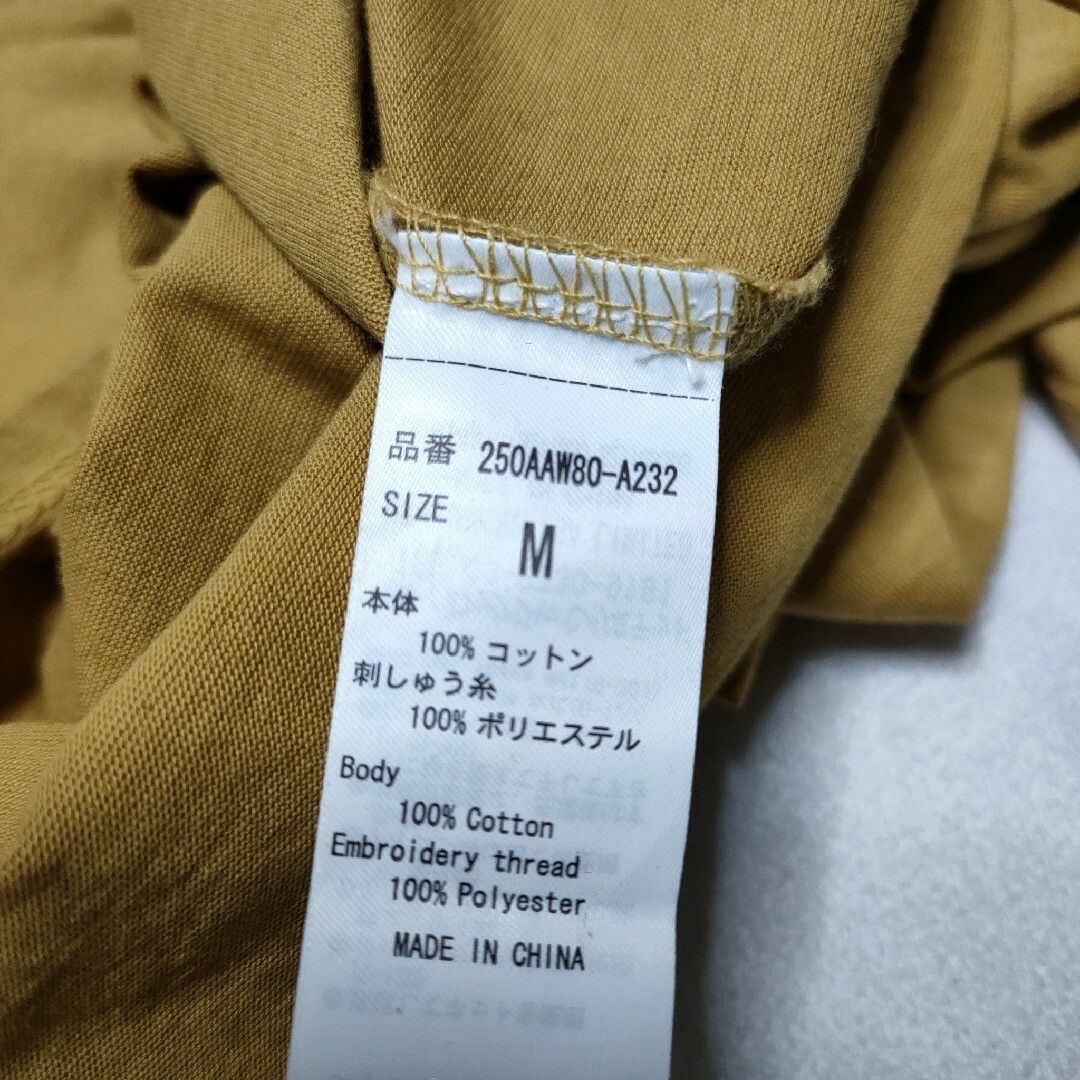 品番 250AAW80-A232
SIZE
M
本体
100% コットン
刺しゅう糸
100% ポリエステル
Body
100% Cotton
Embroidery thread
100% Polyester
MADE IN CHINA